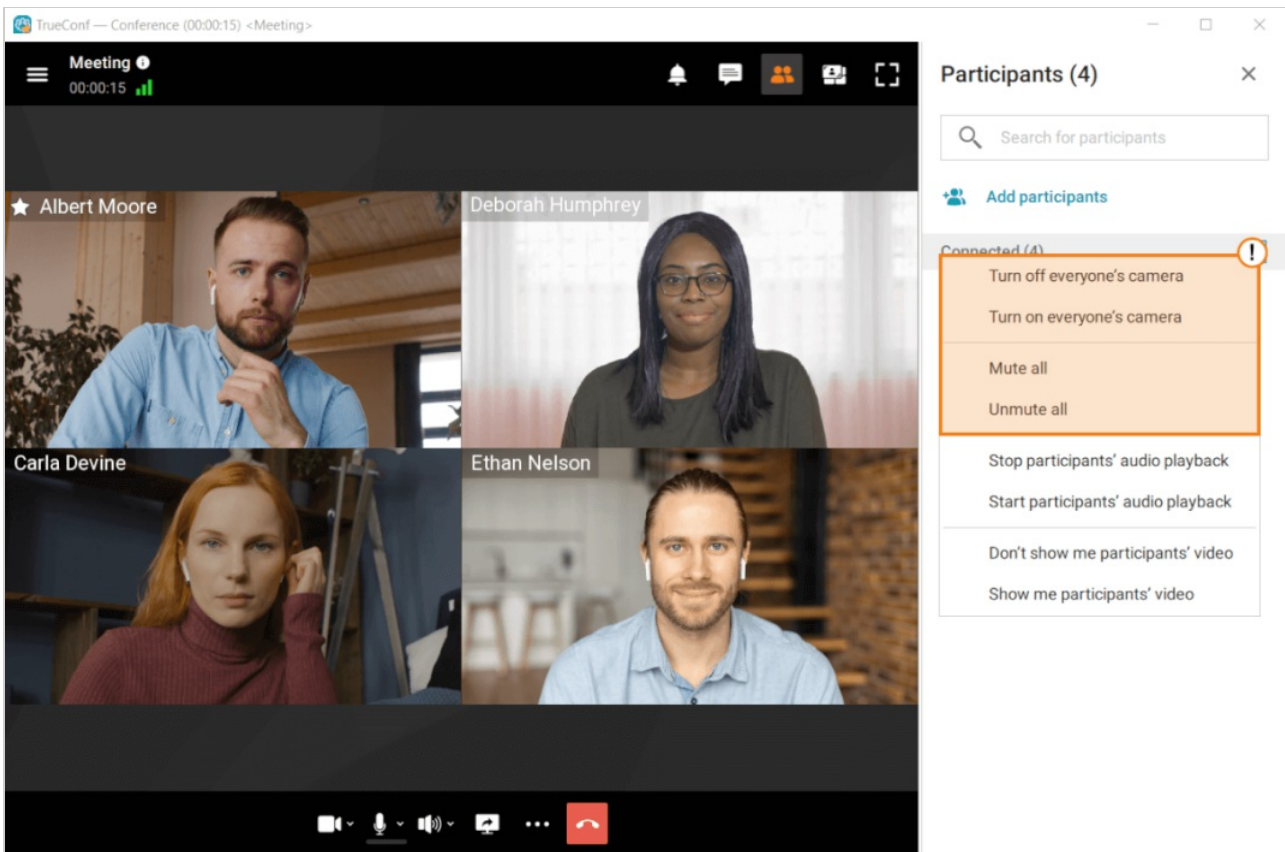 TrueConf — Conference (00:00:15) <Meeting>
Meeting
00:00:15
Albert Moore
Deborah Humphrey
Carla Devine
Ethan Nelson
Participants (4)
Search for participants
Add participants
Connected (4)
!
Turn off everyone's camera
Turn on everyone's camera
Mute all
Unmute all
Stop participants' audio playback
Start participants' audio playback
Don't show me participants' video
Show me participants' video